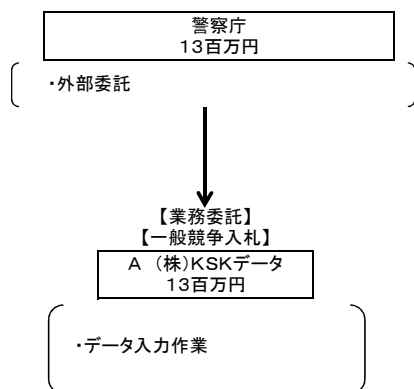 警察庁
13百万円
・外部委託
【業務委託】
【一般競争入札】
A (株)KSKデータ
13百万円
・データ入力作業